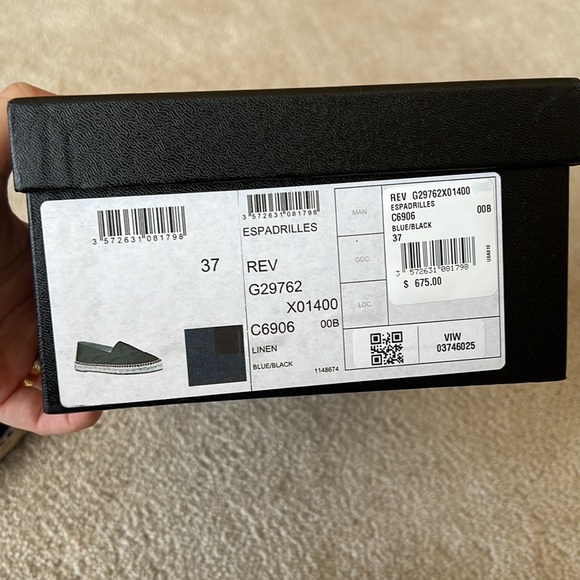 3 572631 081798
37
3 572631 081798
ESPADRILLES
REV
G29762
X01400
C6906 00B
LINEN
BLUE/BLACK 1148674
MAN
GDC
LDC
REV G29762X01400
ESPADRILLES
C6906 00B
BLUE/BLACK
37
3 572631 081798
$ 675.00
VIW
03746025